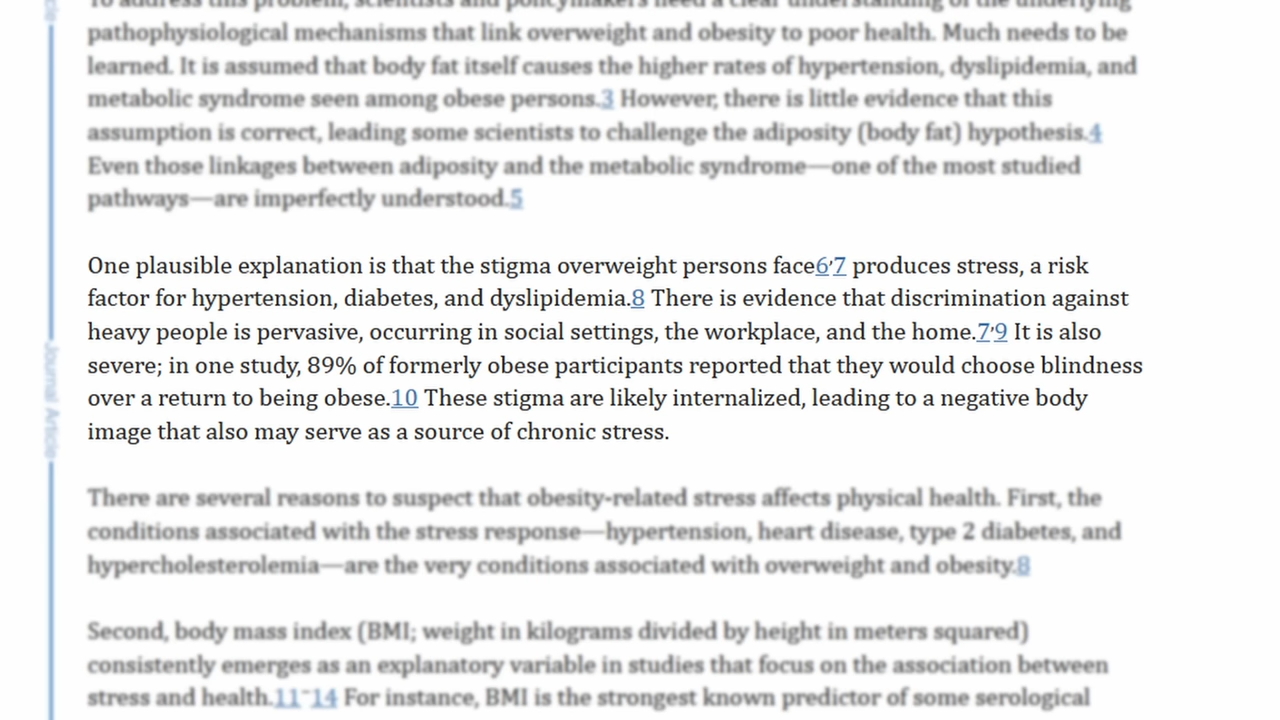 To address this problem, scientists and policymakers need a clear understanding of the underlying
pathophysiological mechanisms that link overweight and obesity to poor health. Much needs to be
learned. It is assumed that body fat itself causes the higher rates of hypertension, dyslipidemia, and
metabolic syndrome seen among obese persons.3 However, there is little evidence that this
assumption is correct, leading some scientists to challenge the adiposity (body fat) hypothesis.4
Even those linkages between adiposity and the metabolic syndrome—one of the most studied
pathways—are imperfectly understood.5
One plausible explanation is that the stigma overweight persons face6,7 produces stress, a risk
factor for hypertension, diabetes, and dyslipidemia.8 There is evidence that discrimination against
heavy people is pervasive, occurring in social settings, the workplace, and the home.7,9 It is also
severe; in one study, 89% of formerly obese participants reported that they would choose blindness
over a return to being obese.10 These stigma are likely internalized, leading to a negative body
image that also may serve as a source of chronic stress.
There are several reasons to suspect that obesity-related stress affects physical health. First, the
conditions associated with the stress response—hypertension, heart disease, type 2 diabetes, and
hypercholesterolemia—are the very conditions associated with overweight and obesity.8
Second, body mass index (BMI; weight in kilograms divided by height in meters squared)
consistently emerges as an explanatory variable in studies that focus on the association between
stress and health.11–14 For instance, BMI is the strongest known predictor of some serological
Journal Article